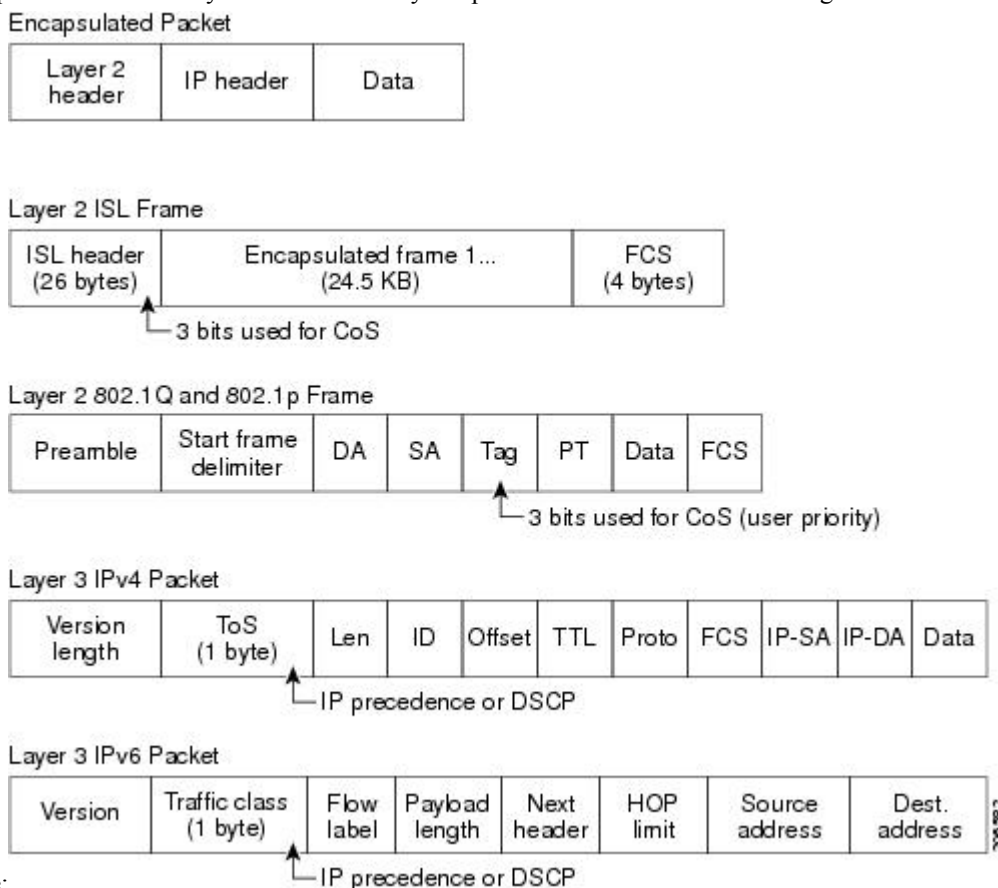 Encapsulated Packet
Layer 2
header
IP header
Data
Layer 2 ISL Frame
ISL header
(26 bytes)
Encapsulated frame 1...
(24.5 KB)
FCS
(4 bytes)
3 bits used for CoS
Layer 2 802.1Q and 802.1p Frame
Preamble
Start frame
delimiter
DA
SA
Tag
PT
Data
FCS
3 bits used for CoS (user priority)
Layer 3 IPv4 Packet
Version
length
ToS
(1 byte)
Len
ID
Offset
TTL
Proto
FCS
IP-SA
IP-DA
Data
IP precedence or DSCP
Layer 3 IPv6 Packet
Version
Traffic class
(1 byte)
Flow
label
Payload
length
Next
header
HOP
limit
Source
address
Dest.
address
IP precedence or DSCP